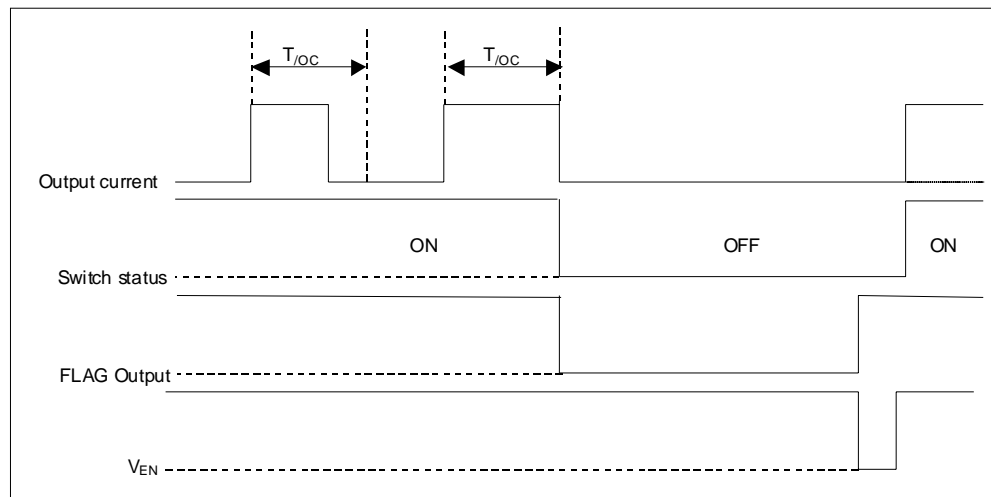 T/OC
T/OC
Output current
ON
OFF
ON
Switch status
FLAG Output
VEN